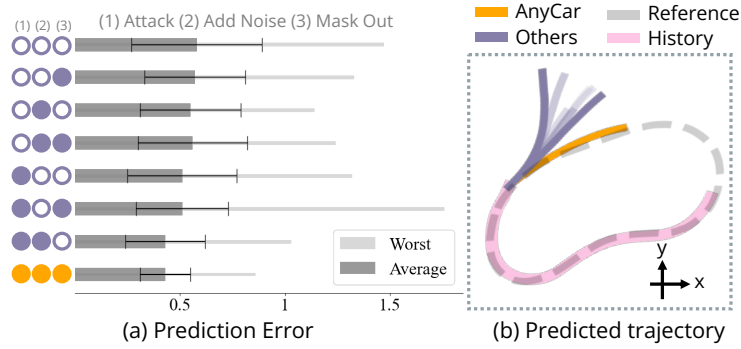 (1) (2) (3)
(1) Attack (2) Add Noise (3) Mask Out
Worst
Average
0.5 1 1.5
(a) Prediction Error
AnyCar Reference
Others History
y
x
(b) Predicted trajectory